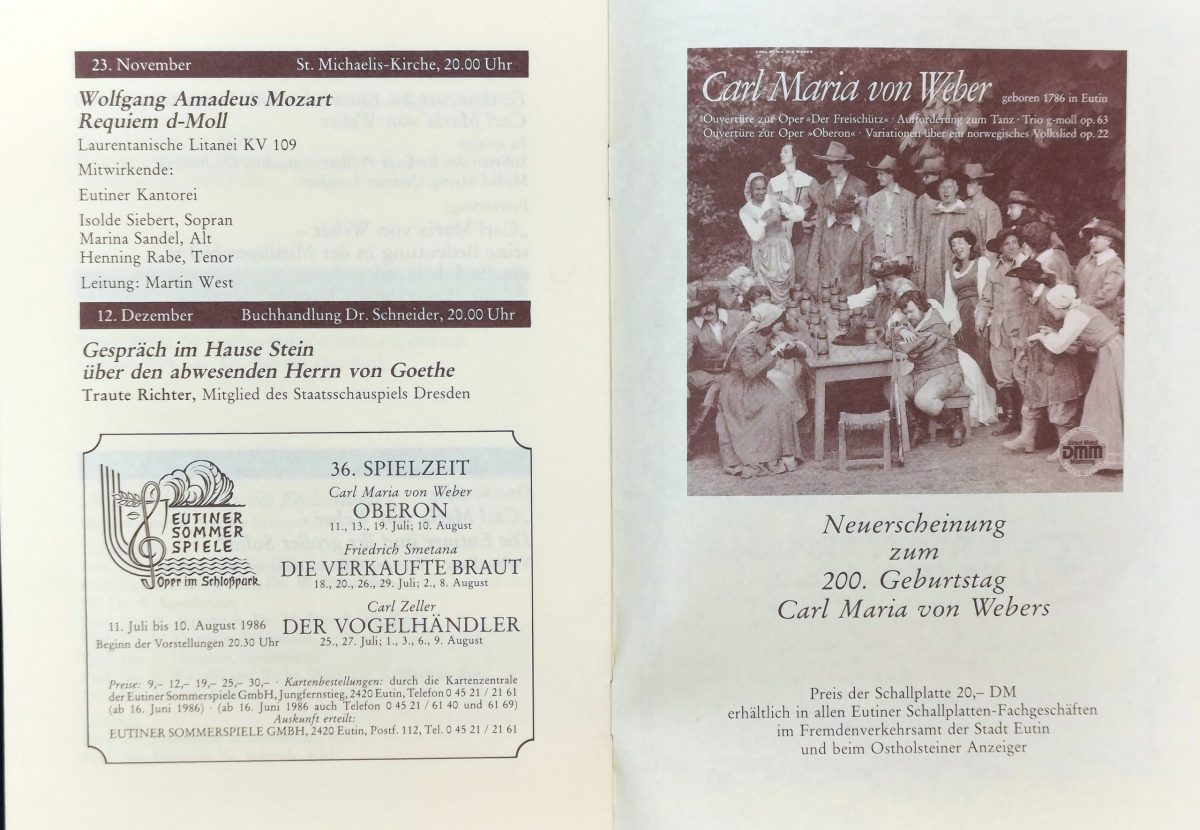 23. November St. Michaelis-Kirche, 20.00 Uhr
Wolfgang Amadeus Mozart
Requiem d-Moll
Laurentanische Litanei KV 109
Mitwirkende:
Eutiner Kantorei
Isolde Siebert, Sopran
Marina Sandel, Alt
Henning Rabe, Tenor
Leitung: Martin West
12. Dezember Buchhandlung Dr. Schneider, 20.00 Uhr
Gespräch im Hause Stein
über den abwesenden Herrn von Goethe
Traute Richter, Mitglied des Staatsschauspiels Dresden
EUTINER
SOMMER
SPIELE
Oper im Schloßpark
11. Juli bis 10. August 1986
Beginn der Vorstellungen 20.30 Uhr
36. SPIELZEIT
Carl Maria von Weber
OBERON
11., 13., 19. Juli; 10. August
Friedrich Smetana
DIE VERKAUFTE BRAUT
18., 20., 26., 29. Juli; 2., 8. August
Carl Zeller
DER VOGELHÄNDLER
25., 27. Juli; 1., 3., 6., 9. August
Preise: 9,– 12,– 19,– 25,– 30,– · Kartenbestellungen: durch die Kartenzentrale
der Eutiner Sommerspiele GmbH, Jungfernstieg, 2420 Eutin, Telefon 0 45 21 / 21 61
(ab 16. Juni 1986) · (ab 16. Juni 1986 auch Telefon 0 45 21 / 61 40 und 61 69)
Auskunft erteilt:
EUTINER SOMMERSPIELE GMBH, 2420 Eutin, Postf. 112, Tel. 0 45 21 / 21 61
CARL MARIA VON WEBER
Carl Maria von Weber geboren 1786 in Eutin
Ouvertüre zur Oper »Der Freischütz« · Aufforderung zum Tanz · Trio g-moll op. 63
Ouvertüre zur Oper »Oberon« · Variationen über ein norwegisches Volkslied op. 22
Direct Metal
DMM
Mastering
Neuerscheinung
zum
200. Geburtstag
Carl Maria von Webers
Preis der Schallplatte 20,– DM
erhältlich in allen Eutiner Schallplatten-Fachgeschäften
im Fremdenverkehrsamt der Stadt Eutin
und beim Ostholsteiner Anzeiger